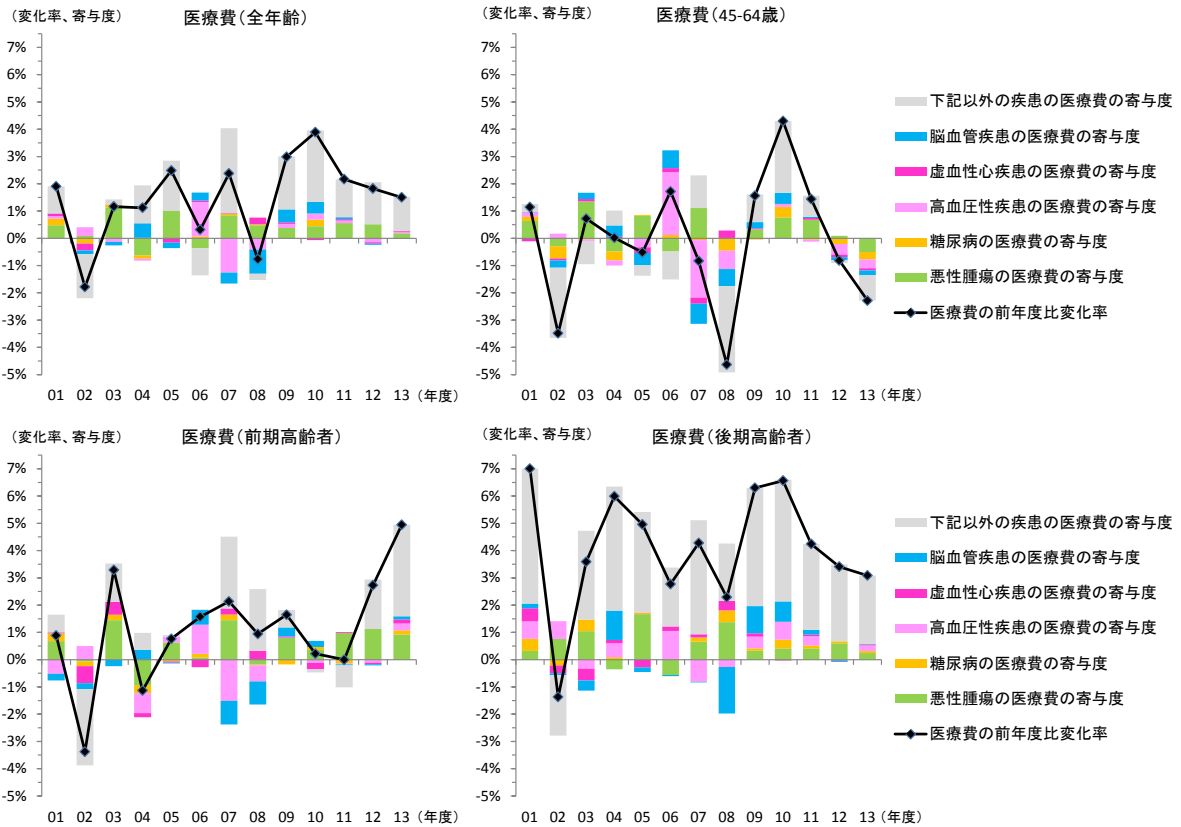 (変化率、寄与度)
医療費(全年齢)
7%
6%
5%
4%
3%
2%
1%
0%
-1%
-2%
-3%
-4%
-5%
01 02 03 04 05 06 07 08 09 10 11 12 13 (年度)
(変化率、寄与度)
医療費(45-64歳)
7%
6%
5%
4%
3%
2%
1%
0%
-1%
-2%
-3%
-4%
-5%
01 02 03 04 05 06 07 08 09 10 11 12 13 (年度)
下記以外の疾患の医療費の寄与度
脳血管疾患の医療費の寄与度
虚血性心疾患の医療費の寄与度
高血圧性疾患の医療費の寄与度
糖尿病の医療費の寄与度
悪性腫瘍の医療費の寄与度
医療費の前年度比変化率
(変化率、寄与度)
医療費(前期高齢者)
7%
6%
5%
4%
3%
2%
1%
0%
-1%
-2%
-3%
-4%
-5%
01 02 03 04 05 06 07 08 09 10 11 12 13 (年度)
(変化率、寄与度)
医療費(後期高齢者)
7%
6%
5%
4%
3%
2%
1%
0%
-1%
-2%
-3%
-4%
-5%
01 02 03 04 05 06 07 08 09 10 11 12 13 (年度)
下記以外の疾患の医療費の寄与度
脳血管疾患の医療費の寄与度
虚血性心疾患の医療費の寄与度
高血圧性疾患の医療費の寄与度
糖尿病の医療費の寄与度
悪性腫瘍の医療費の寄与度
医療費の前年度比変化率